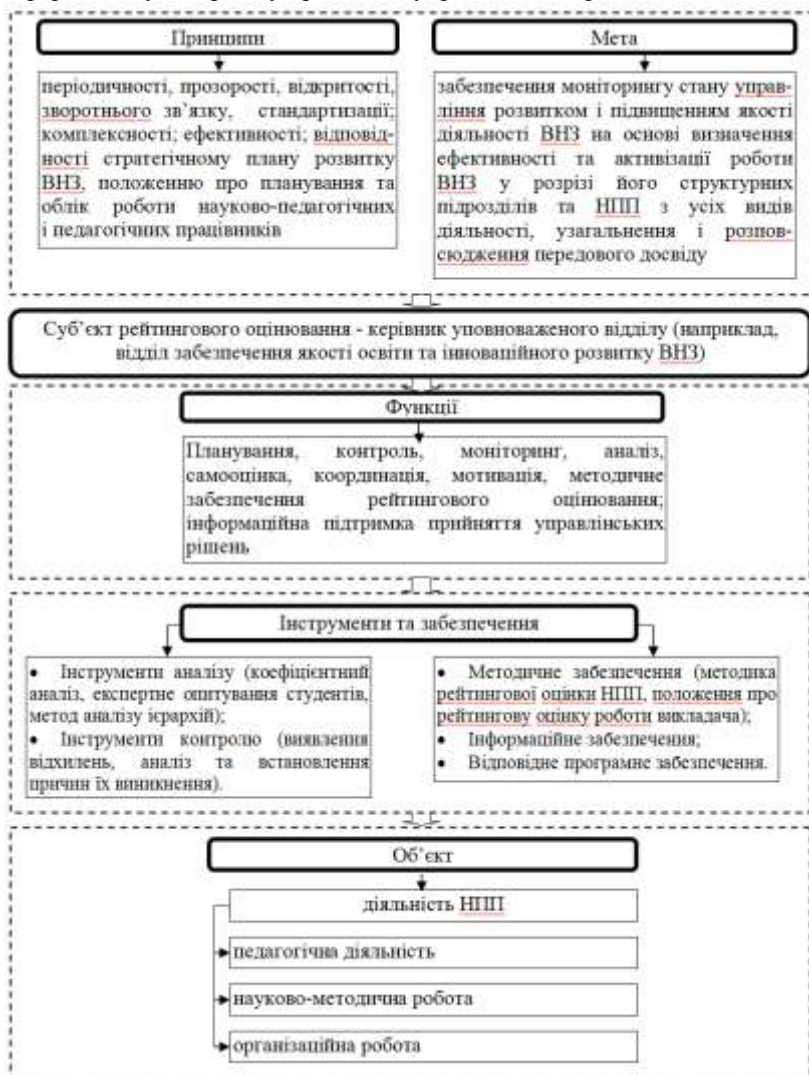 Принципи
періодичності, прозорості, відкритості,
зворотнього зв’язку, стандартизації;
комплексності; ефективності; відповід-
ності стратегічному плану розвитку
ВНЗ, положенню про планування та
облік роботи науково-педагогічних
і педагогічних працівників
Мета
забезпечення моніторингу стану управ-
ління розвитком і підвищенням якості
діяльності ВНЗ на основі визначення
ефективності та активізації роботи
ВНЗ у розрізі його структурних
підрозділів та НПП з усіх видів
діяльності, узагальнення і розпов-
сюдження передового досвіду
Суб’єкт рейтингового оцінювання - керівник уповноваженого відділу (наприклад,
відділ забезпечення якості освіти та інноваційного розвитку ВНЗ)
Функції
Планування, контроль, моніторинг, аналіз,
самооцінка, координація, мотивація, методичне
забезпечення рейтингового оцінювання;
інформаційна підтримка прийняття управлінських
рішень
Інструменти та забезпечення
• Інструменти аналізу (коефіцієнтний
аналіз, експертне опитування студентів,
метод аналізу ієрархій);
• Інструменти контролю (виявлення
відхилень, аналіз та встановлення
причин їх виникнення).
• Методичне забезпечення (методика
рейтингової оцінки НПП, положення про
рейтингову оцінку роботи викладача);
• Інформаційне забезпечення;
• Відповідне програмне забезпечення.
Об’єкт
діяльність НПП
педагогічна діяльність
науково-методична робота
організаційна робота